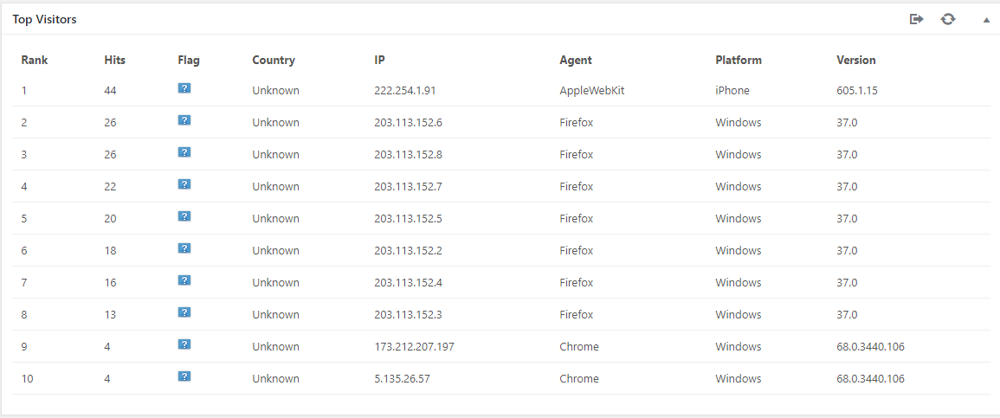 Top Visitors
Rank Hits Flag Country IP Agent Platform Version
1 44 ? Unknown 222.254.1.91 AppleWebKit iPhone 605.1.15
2 26 ? Unknown 203.113.152.6 Firefox Windows 37.0
3 26 ? Unknown 203.113.152.8 Firefox Windows 37.0
4 22 ? Unknown 203.113.152.7 Firefox Windows 37.0
5 20 ? Unknown 203.113.152.5 Firefox Windows 37.0
6 18 ? Unknown 203.113.152.2 Firefox Windows 37.0
7 16 ? Unknown 203.113.152.4 Firefox Windows 37.0
8 13 ? Unknown 203.113.152.3 Firefox Windows 37.0
9 4 ? Unknown 173.212.207.197 Chrome Windows 68.0.3440.106
10 4 ? Unknown 5.135.26.57 Chrome Windows 68.0.3440.106